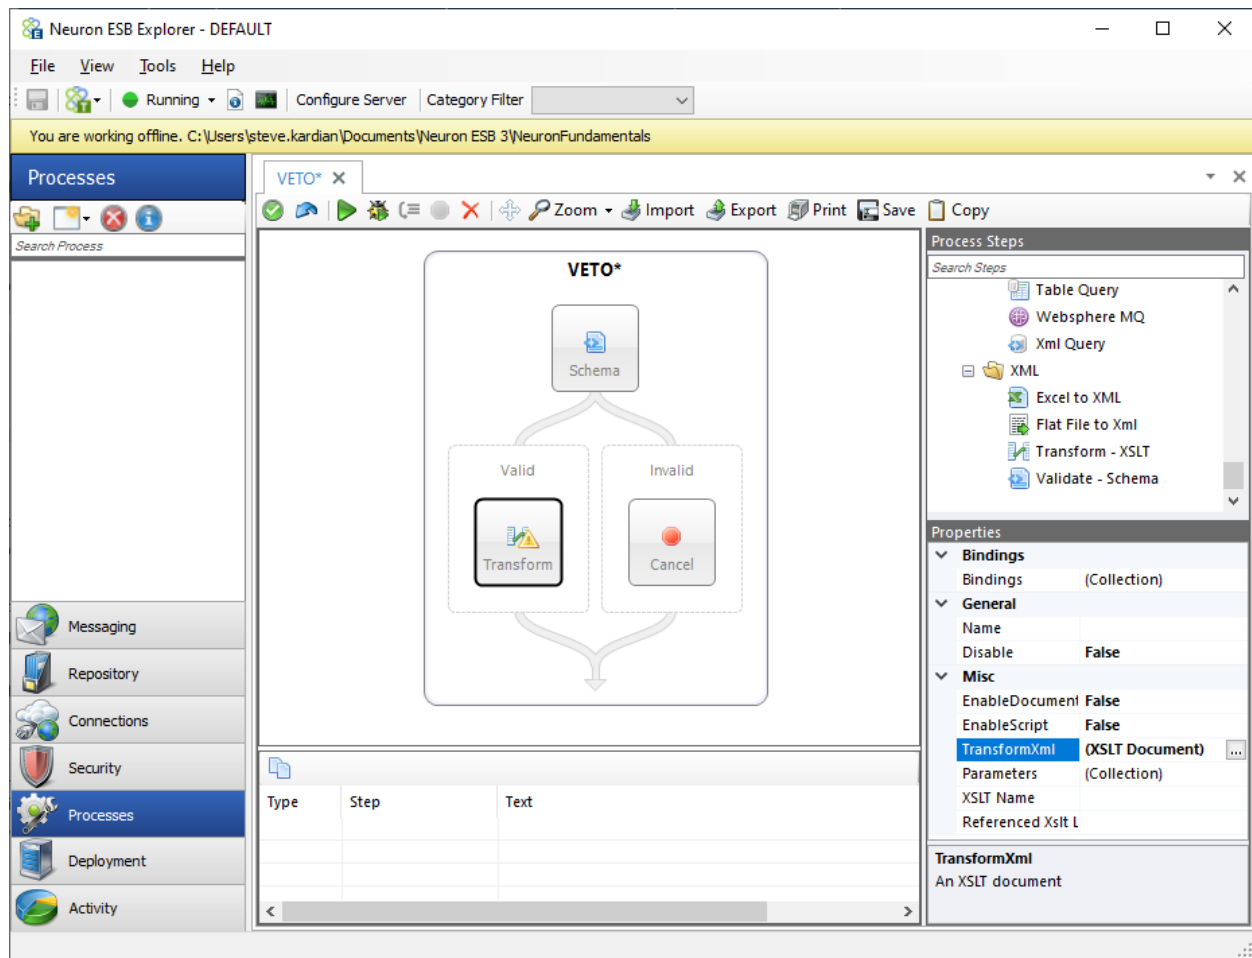 Neuron ESB Explorer - DEFAULT
File View Tools Help
Running Configure Server Category Filter
You are working offline. C:\Users\steve.kardian\Documents\Neuron ESB 3\NeuronFundamentals
Processes
Search Process
Messaging
Repository
Connections
Security
Processes
Deployment
Activity
VETO*
Zoom Import Export Print Save Copy
VETO*
Schema
Valid Invalid
Transform Cancel
Type Step Text
Process Steps
Search Steps
Table Query
Websphere MQ
Xml Query
XML
Excel to XML
Flat File to Xml
Transform - XSLT
Validate - Schema
Properties
Bindings
Bindings (Collection)
General
Name
Disable False
Misc
EnableDocument False
EnableScript False
TransformXml (XSLT Document) ...
Parameters (Collection)
XSLT Name
Referenced Xslt L
TransformXml
An XSLT document